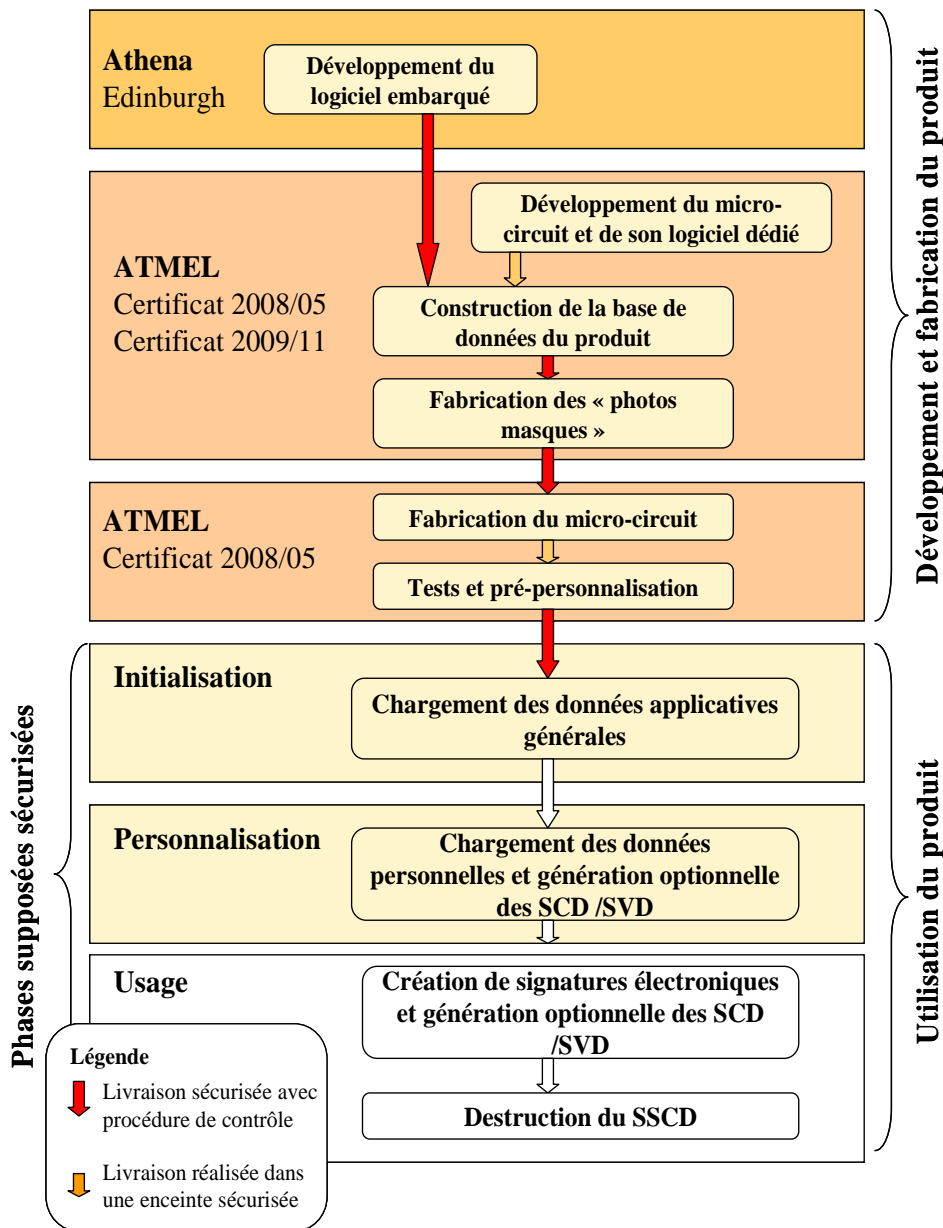 Athena
Edinburgh
Développement du
logiciel embarqué
Développement du micro-
circuit et de son logiciel dédié
ATMEL
Certificat 2008/05
Certificat 2009/11
Construction de la base de
données du produit
Fabrication des « photos
masques »
ATMEL
Certificat 2008/05
Fabrication du micro-circuit
Tests et pré-personnalisation
Développement et fabrication du produit
Initialisation
Chargement des données applicatives
générales
Personnalisation
Chargement des données
personnelles et génération optionnelle
des SCD /SVD
Usage
Création de signatures électroniques
et génération optionnelle des SCD
/SVD
Destruction du SSCD
Phases supposées sécurisées
Utilisation du produit
Légende
Livraison sécurisée avec
procédure de contrôle
Livraison réalisée dans
une enceinte sécurisée